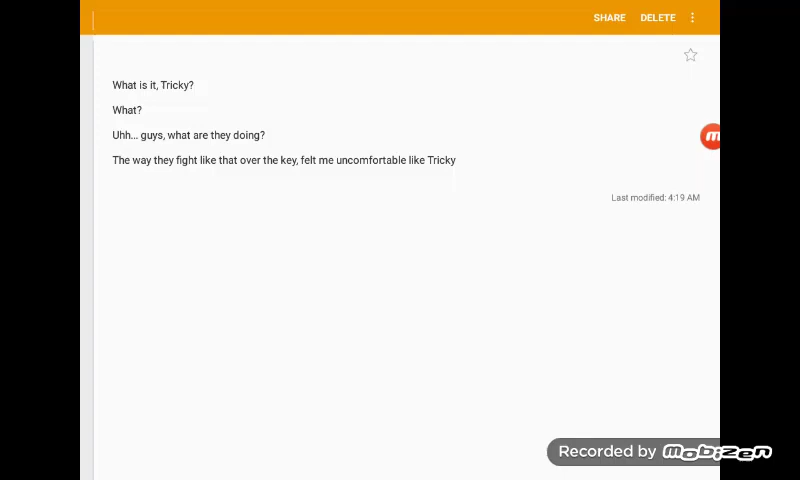 SHARE DELETE
What is it, Tricky?
What?
Uhh... guys, what are they doing?
The way they fight like that over the key, felt me uncomfortable like Tricky
Last modified: 4:19 AM
m
Recorded by mobizen